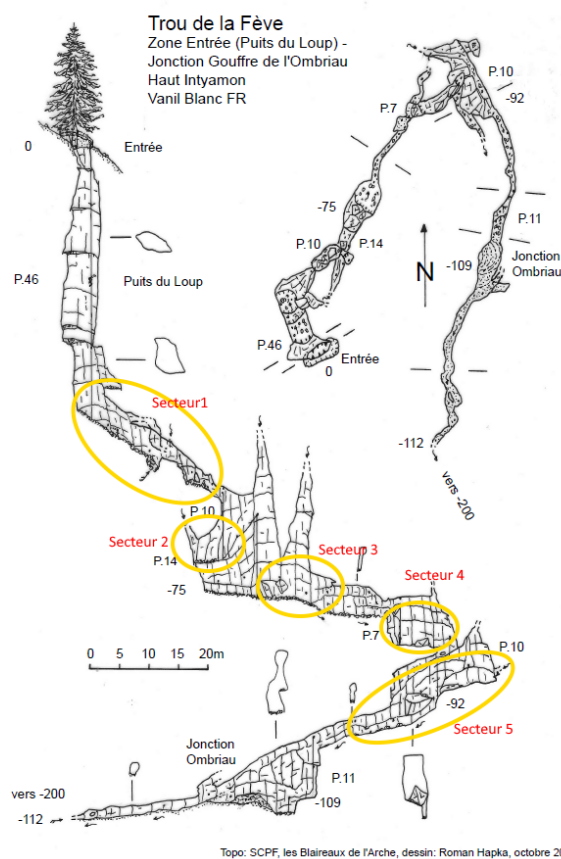 Trou de la Fève
Zone Entrée (Puits du Loup) -
Jonction Gouffre de l'Ombriau
Haut Intyamon
Vanil Blanc FR
0
Entrée
P.46
Puits du Loup
Secteur1
P.10
Secteur 2
P.14
-75
Secteur 3
Secteur 4
P.7
P.10
-92
Secteur 5
0 10 20m
Jonction
Ombriau
P.11
-109
vers -200
-112
P.10
-92
P.7
-75
P.10
P.14
P.46
Entrée
0
N
P.11
Jonction
Ombriau
-109
-112
vers -200
Topo: SCPF, les Blaireaux de l'Arche, dessin: Roman Hapka, octobre 20